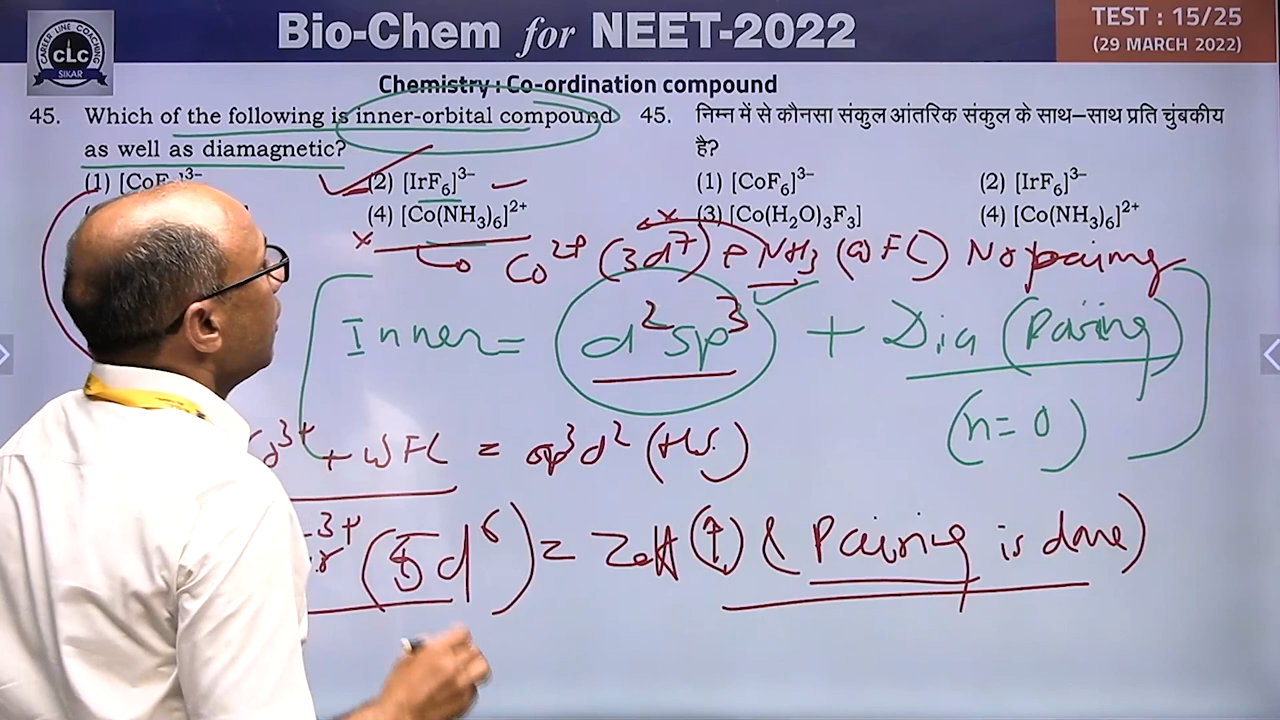 CAREER LINE COACHING
CLC
SIKAR
Bio-Chem for NEET-2022
TEST : 15/25
(29 MARCH 2022)
Chemistry : Co-ordination compound
45. Which of the following is inner-orbital compound
as well as diamagnetic?
(1) [CoF₆]³⁻
(2) [IrF₆]³⁻
(4) [Co(NH₃)₆]²⁺
45. निम्न में से कौनसा संकुल आंतरिक संकुल के साथ–साथ प्रति चुंबकीय
है?
(1) [CoF₆]³⁻ (2) [IrF₆]³⁻
(3) [Co(H₂O)₃F₃] (4) [Co(NH₃)₆]²⁺
Co²⁺ (3d⁷) e NH₃ (WFL) No pairing
Inner = d²sp³ + Dia (Pairing)
(n=0)
3+ + WFL = sp³d² (HS)
3+ (5d⁶) = Zeff (↑) & Pairing is done)